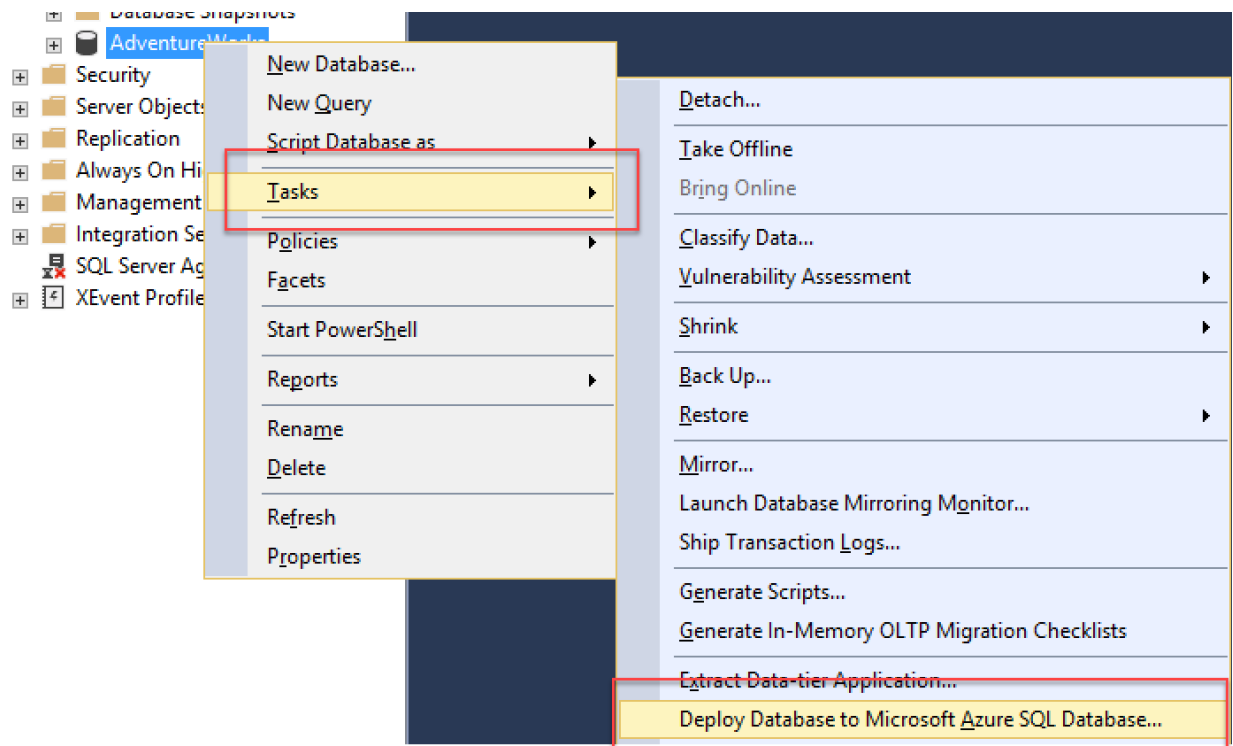 Database Snapshots
AdventureWorks
Security
Server Objects
Replication
Always On Hi
Management
Integration Se
SQL Server Ag
XEvent Profile
New Database...
New Query
Script Database as
Tasks
Policies
Facets
Start PowerShell
Reports
Rename
Delete
Refresh
Properties
Detach...
Take Offline
Bring Online
Classify Data...
Vulnerability Assessment
Shrink
Back Up...
Restore
Mirror...
Launch Database Mirroring Monitor...
Ship Transaction Logs...
Generate Scripts...
Generate In-Memory OLTP Migration Checklists
Extract Data-tier Application...
Deploy Database to Microsoft Azure SQL Database...